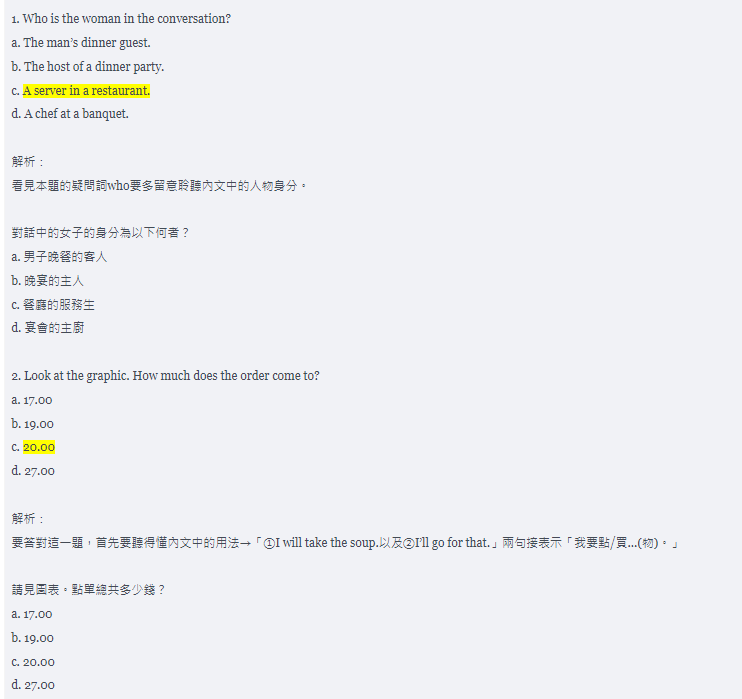 1. Who is the woman in the conversation?
a. The man's dinner guest.
b. The host of a dinner party.
c. A server in a restaurant.
d. A chef at a banquet.
解析：
看見本題的疑問詞who要多留意聆聽內文中的人物身分。
對話中的女子的身分為以下何者？
a. 男子晚餐的客人
b. 晚宴的主人
c. 餐廳的服務生
d. 宴會的主廚
2. Look at the graphic. How much does the order come to?
a. 17.00
b. 19.00
c. 20.00
d. 27.00
解析：
要答對這一題，首先要聽得懂內文中的用法→「①I will take the soup.以及②I'll go for that.」兩句接表示「我要點/買...(物)。」
請見圖表。點單總共多少錢？
a. 17.00
b. 19.00
c. 20.00
d. 27.00